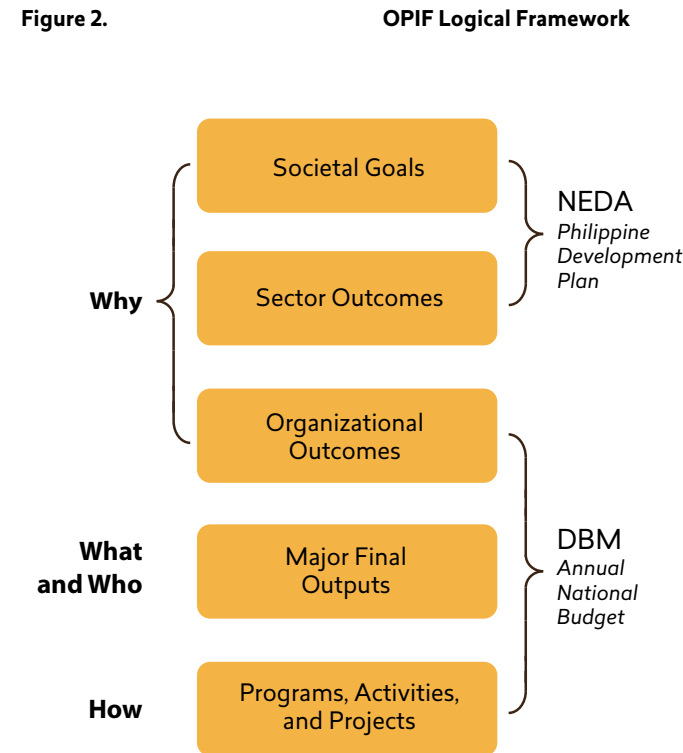 Figure 2. OPIF Logical Framework
Societal Goals
NEDA
Philippine
Development
Plan
Why
Sector Outcomes
Organizational
Outcomes
What
and Who
Major Final
Outputs
DBM
Annual
National
Budget
How
Programs, Activities,
and Projects